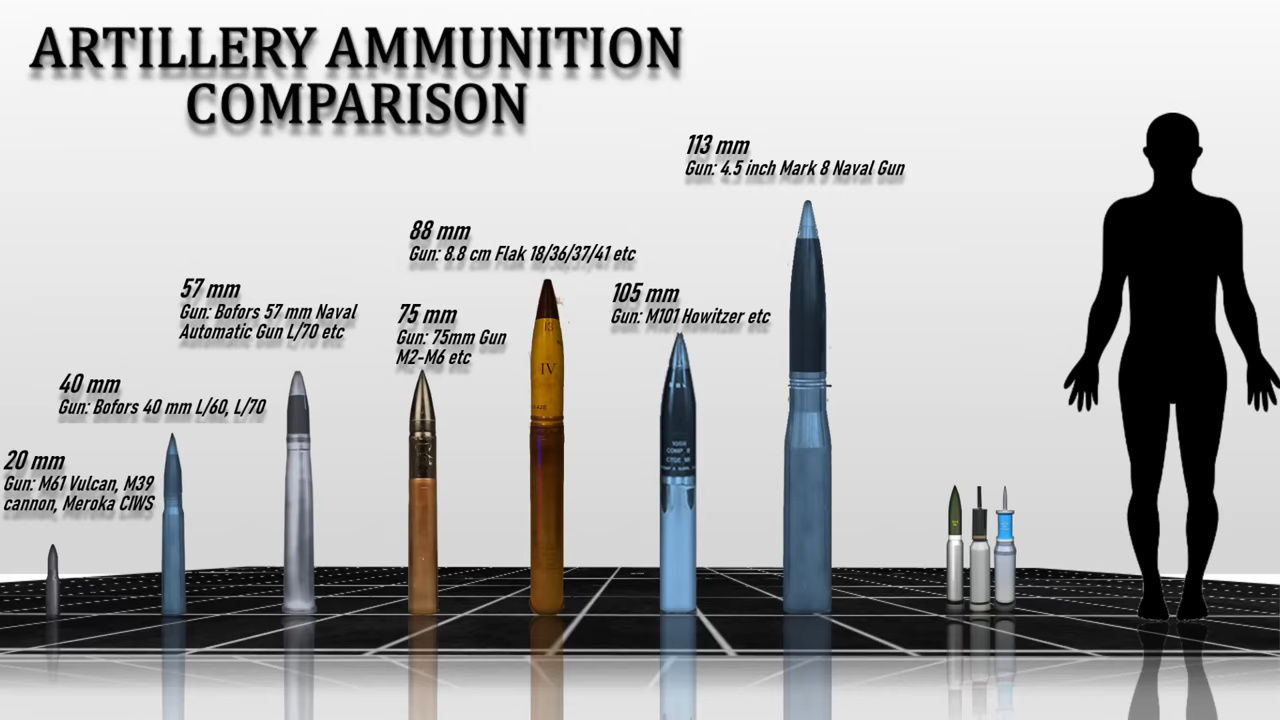 ARTILLERY AMMUNITION
COMPARISON
20 mm
Gun: M61 Vulcan, M39
cannon, Meroka CIWS
40 mm
Gun: Bofors 40 mm L/60, L/70
57 mm
Gun: Bofors 57 mm Naval
Automatic Gun L/70 etc
75 mm
Gun: 75mm Gun
M2-M6 etc
88 mm
Gun: 8.8 cm Flak 18/36/37/41 etc
13
IV
105 mm
Gun: M101 Howitzer etc
COMP B
113 mm
Gun: 4.5 inch Mark 8 Naval Gun